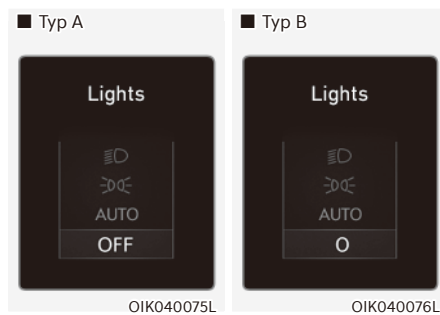 ■ Typ A
Lights
AUTO
OFF
OIK040075L
■ Typ B
Lights
AUTO
O
OIK040076L